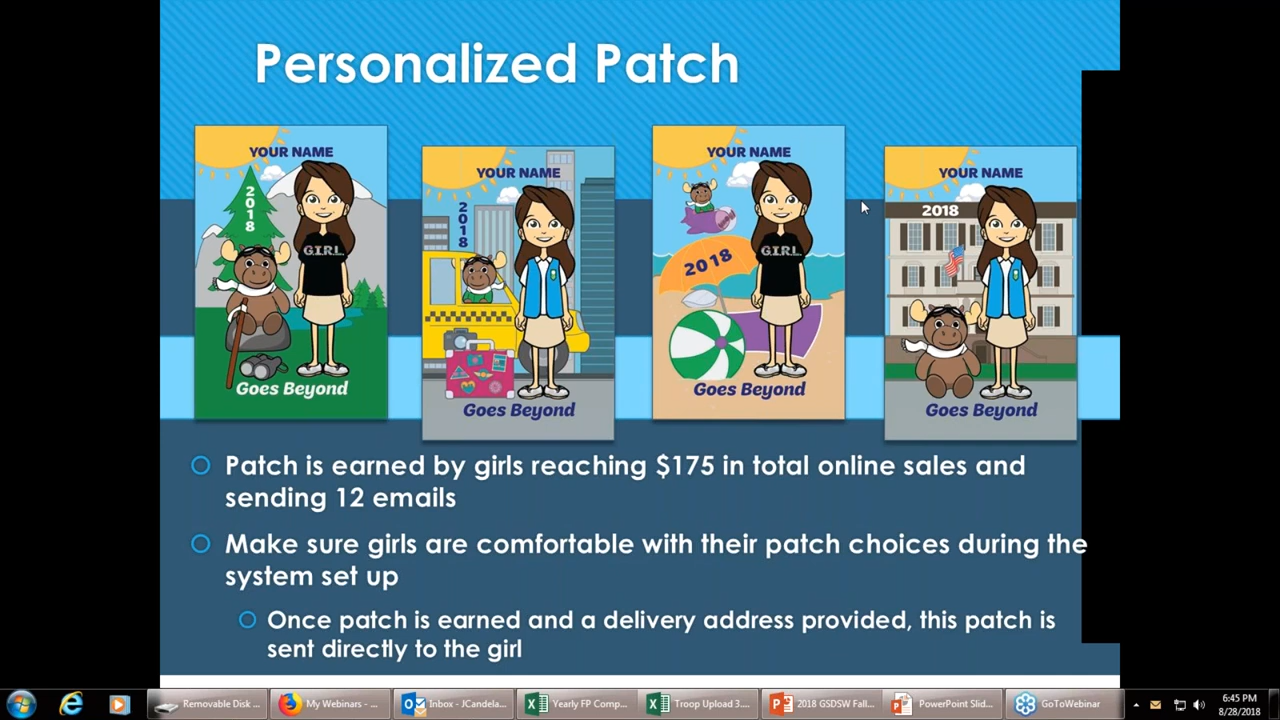 Personalized Patch
YOUR NAME
2018
G.I.R.L.
Goes Beyond
YOUR NAME
2018
Goes Beyond
YOUR NAME
2018
G.I.R.L.
Goes Beyond
YOUR NAME
2018
Goes Beyond
Patch is earned by girls reaching $175 in total online sales and
sending 12 emails
Make sure girls are comfortable with their patch choices during the
system set up
Once patch is earned and a delivery address provided, this patch is
sent directly to the girl
Removable Disk ... My Webinars - ... Inbox - JCandela... Yearly FP Comp... Troop Upload 3.... 2018 GSDSW Fall... PowerPoint Slid... GoToWebinar 6:45 PM
8/28/2018